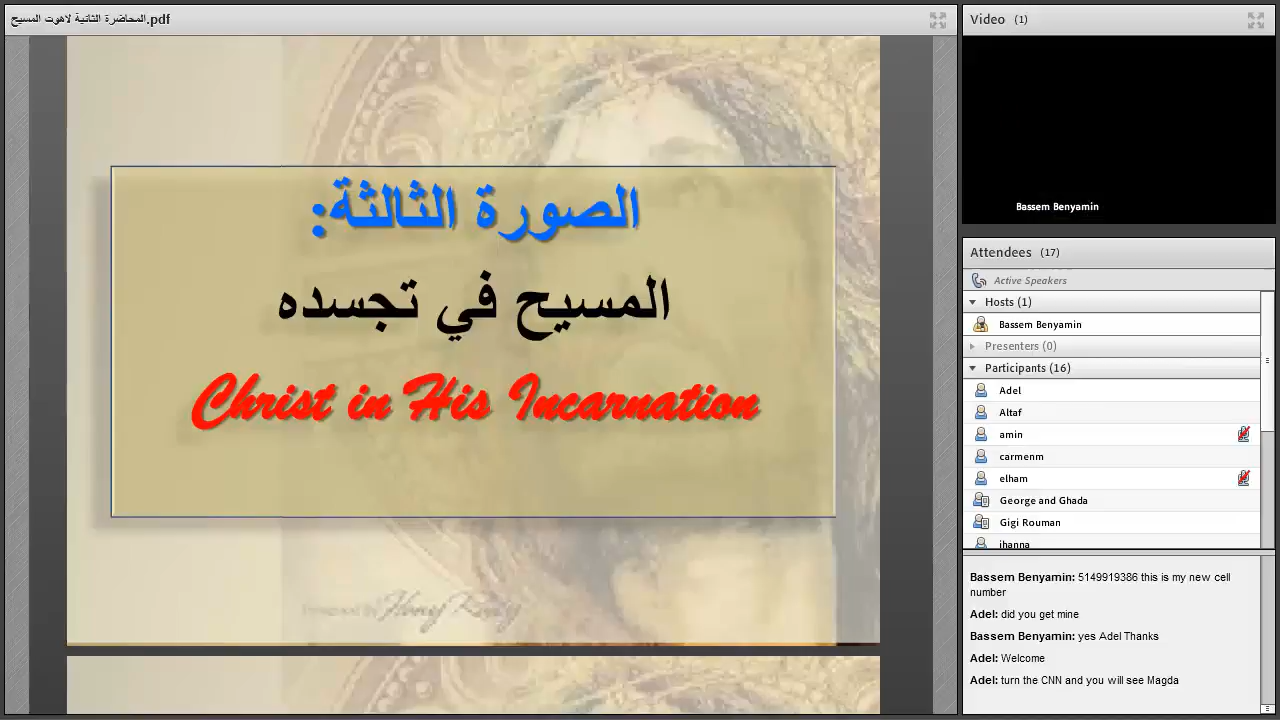 المحاضرة الثانية لاهوت المسيح.pdf
الصورة الثالثة:
المسيح في تجسده
Christ in His Incarnation
Video (1)
Bassem Benyamin
Attendees (17)
Active Speakers
Hosts (1)
Bassem Benyamin
Presenters (0)
Participants (16)
Adel
Altaf
amin
carmenm
elham
George and Ghada
Gigi Rouman
ihanna
Bassem Benyamin: 5149919386 this is my new cell
number
Adel: did you get mine
Bassem Benyamin: yes Adel Thanks
Adel: Welcome
Adel: turn the CNN and you will see Magda